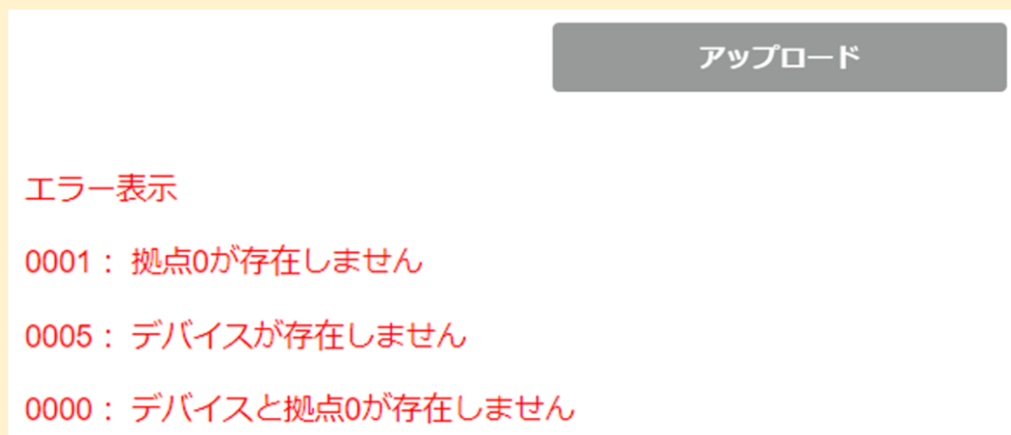 アップロード
エラー表示
0001： 拠点0が存在しません
0005： デバイスが存在しません
0000： デバイスと拠点0が存在しません